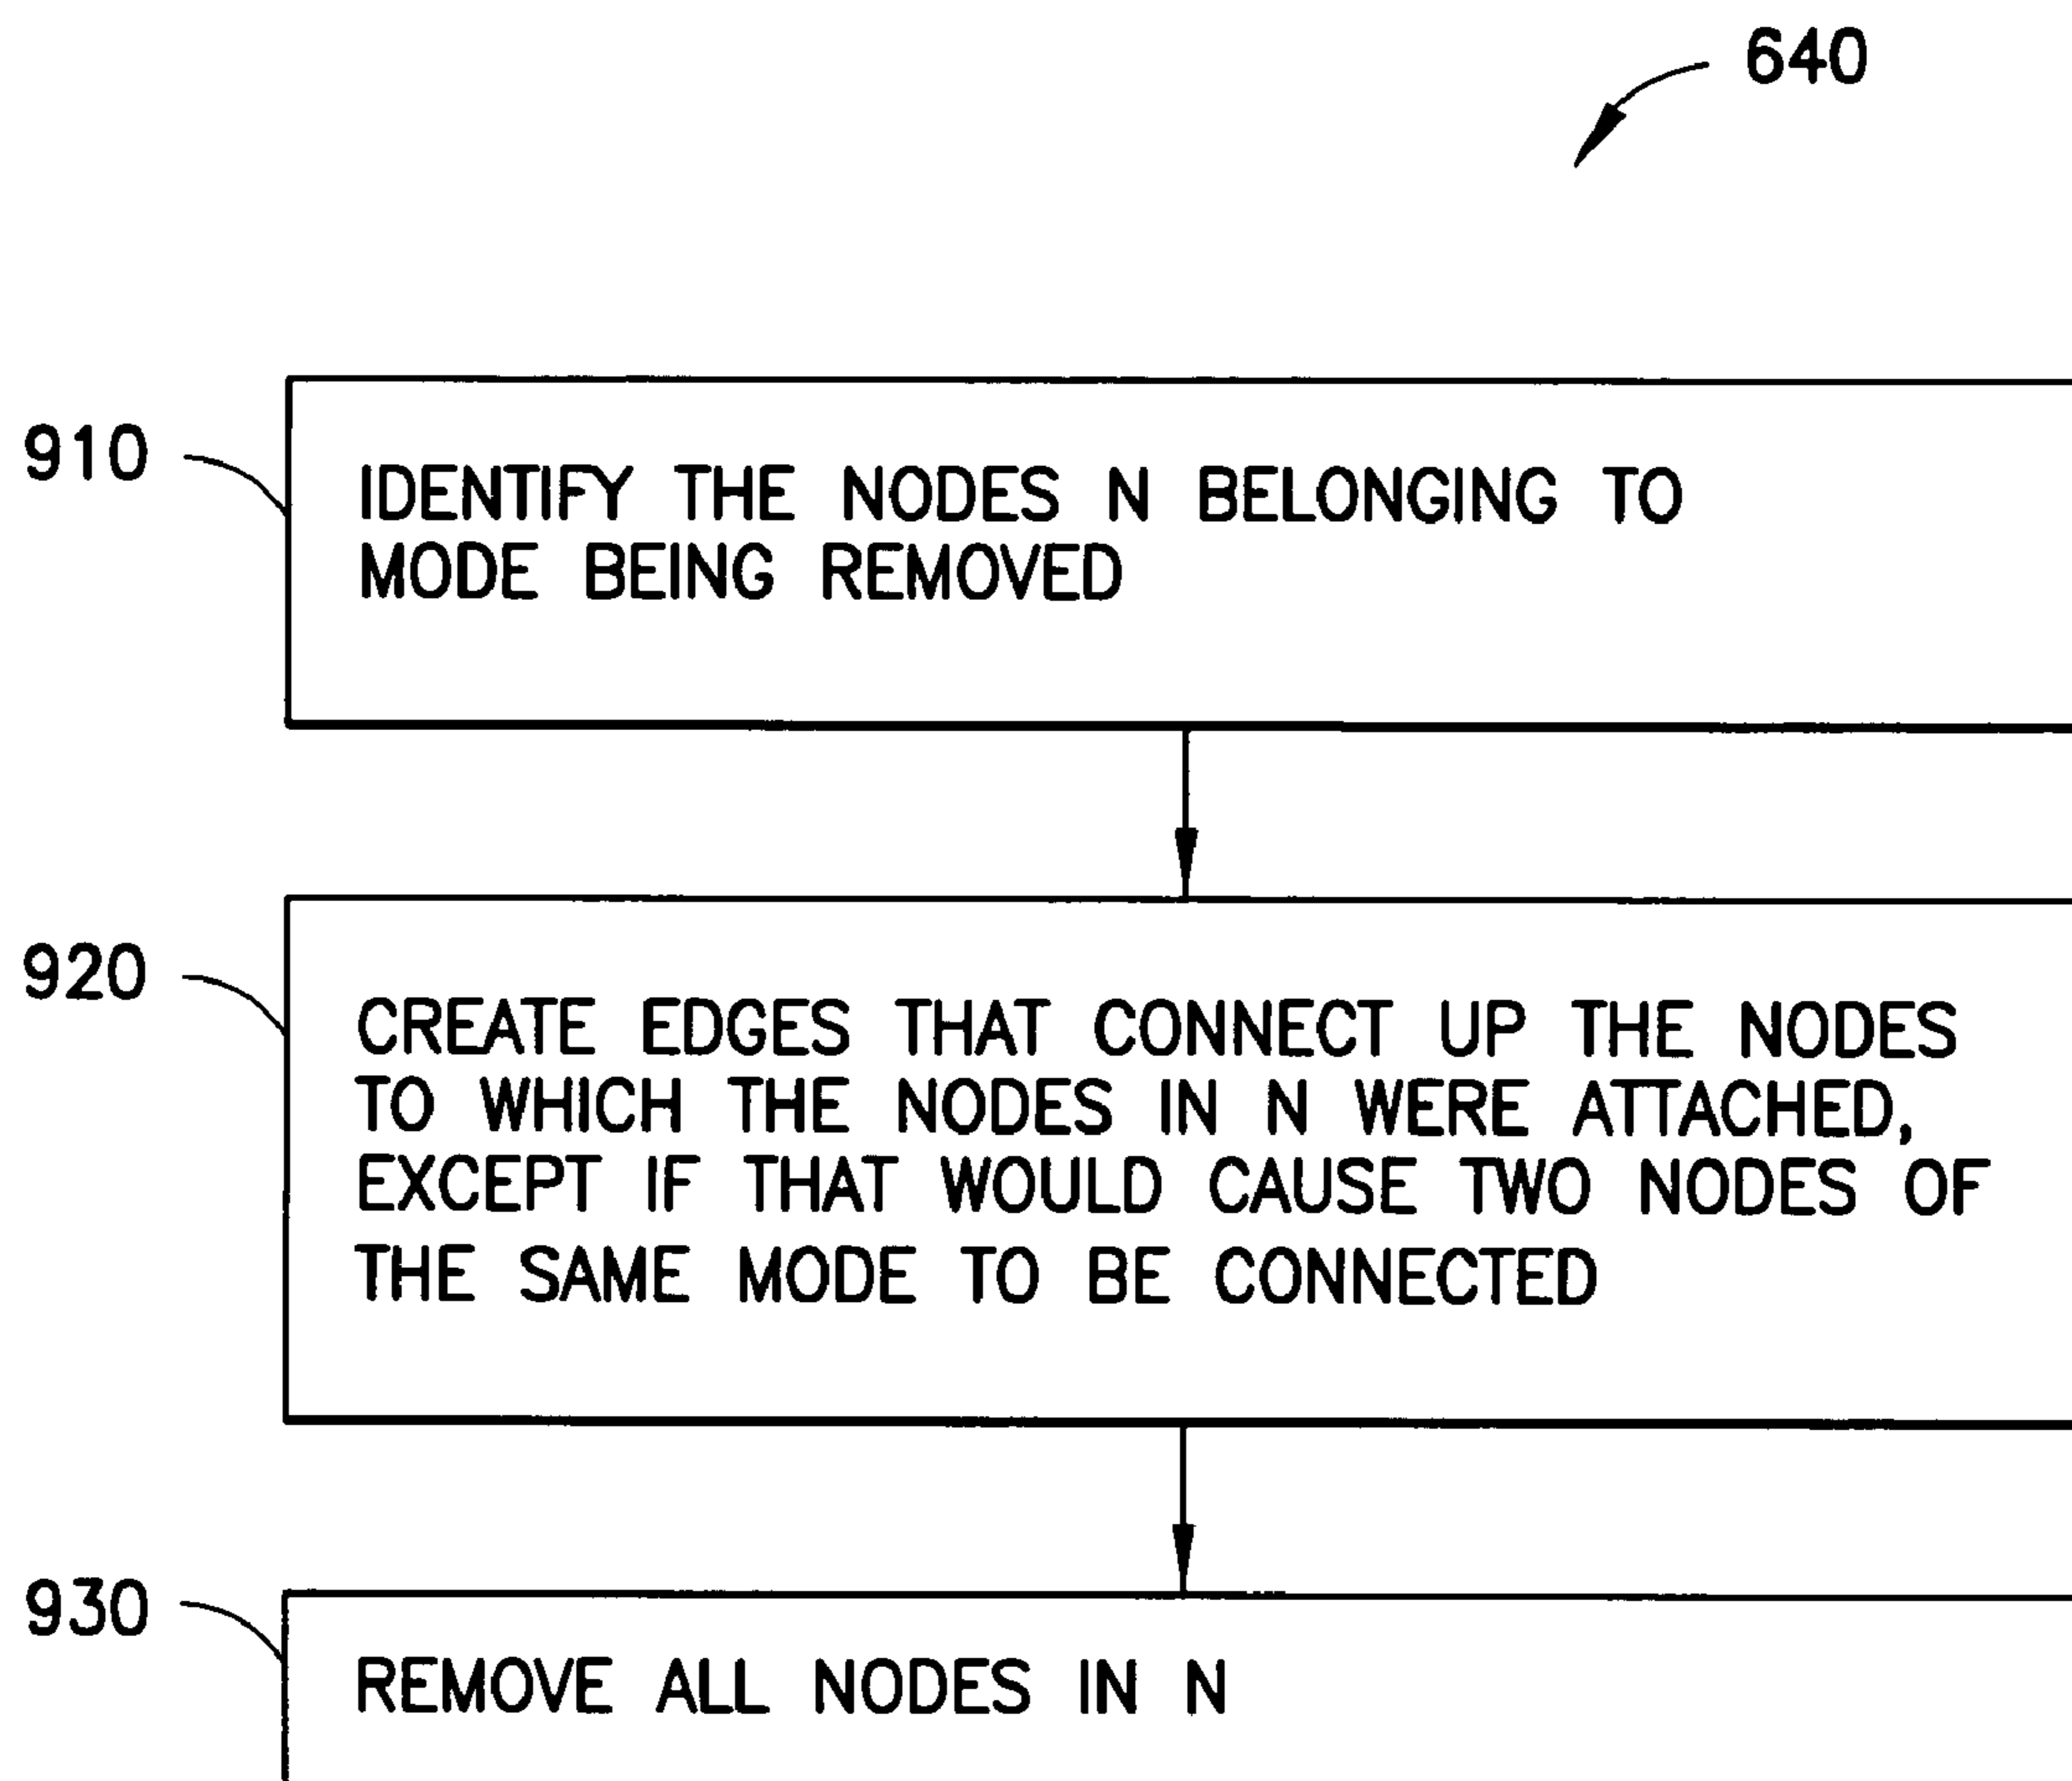 640
910
IDENTIFY THE NODES N BELONGING TO
MODE BEING REMOVED
920
CREATE EDGES THAT CONNECT UP THE NODES
TO WHICH THE NODES IN N WERE ATTACHED,
EXCEPT IF THAT WOULD CAUSE TWO NODES OF
THE SAME MODE TO BE CONNECTED
930
REMOVE ALL NODES IN N